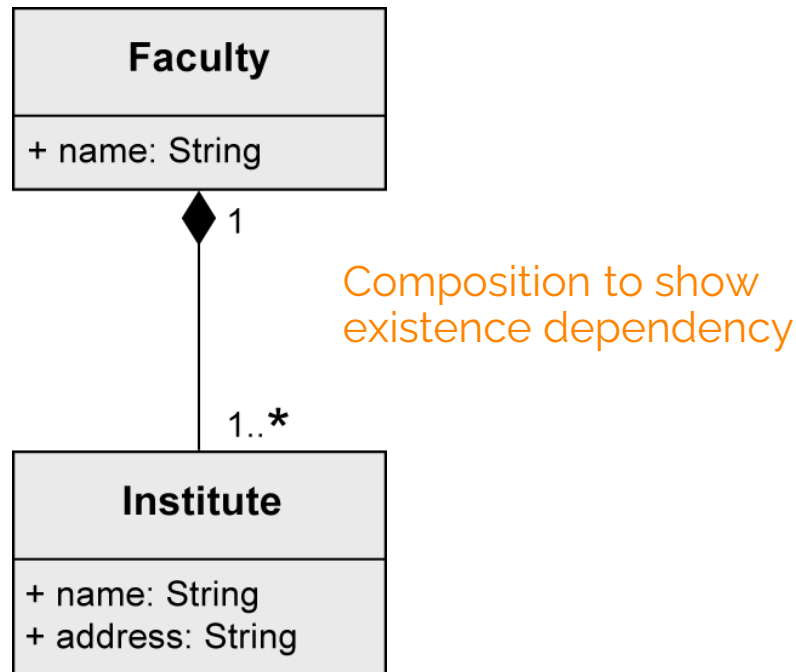 Faculty
+ name: String
1
Composition to show
existence dependency
1..*
Institute
+ name: String
+ address: String